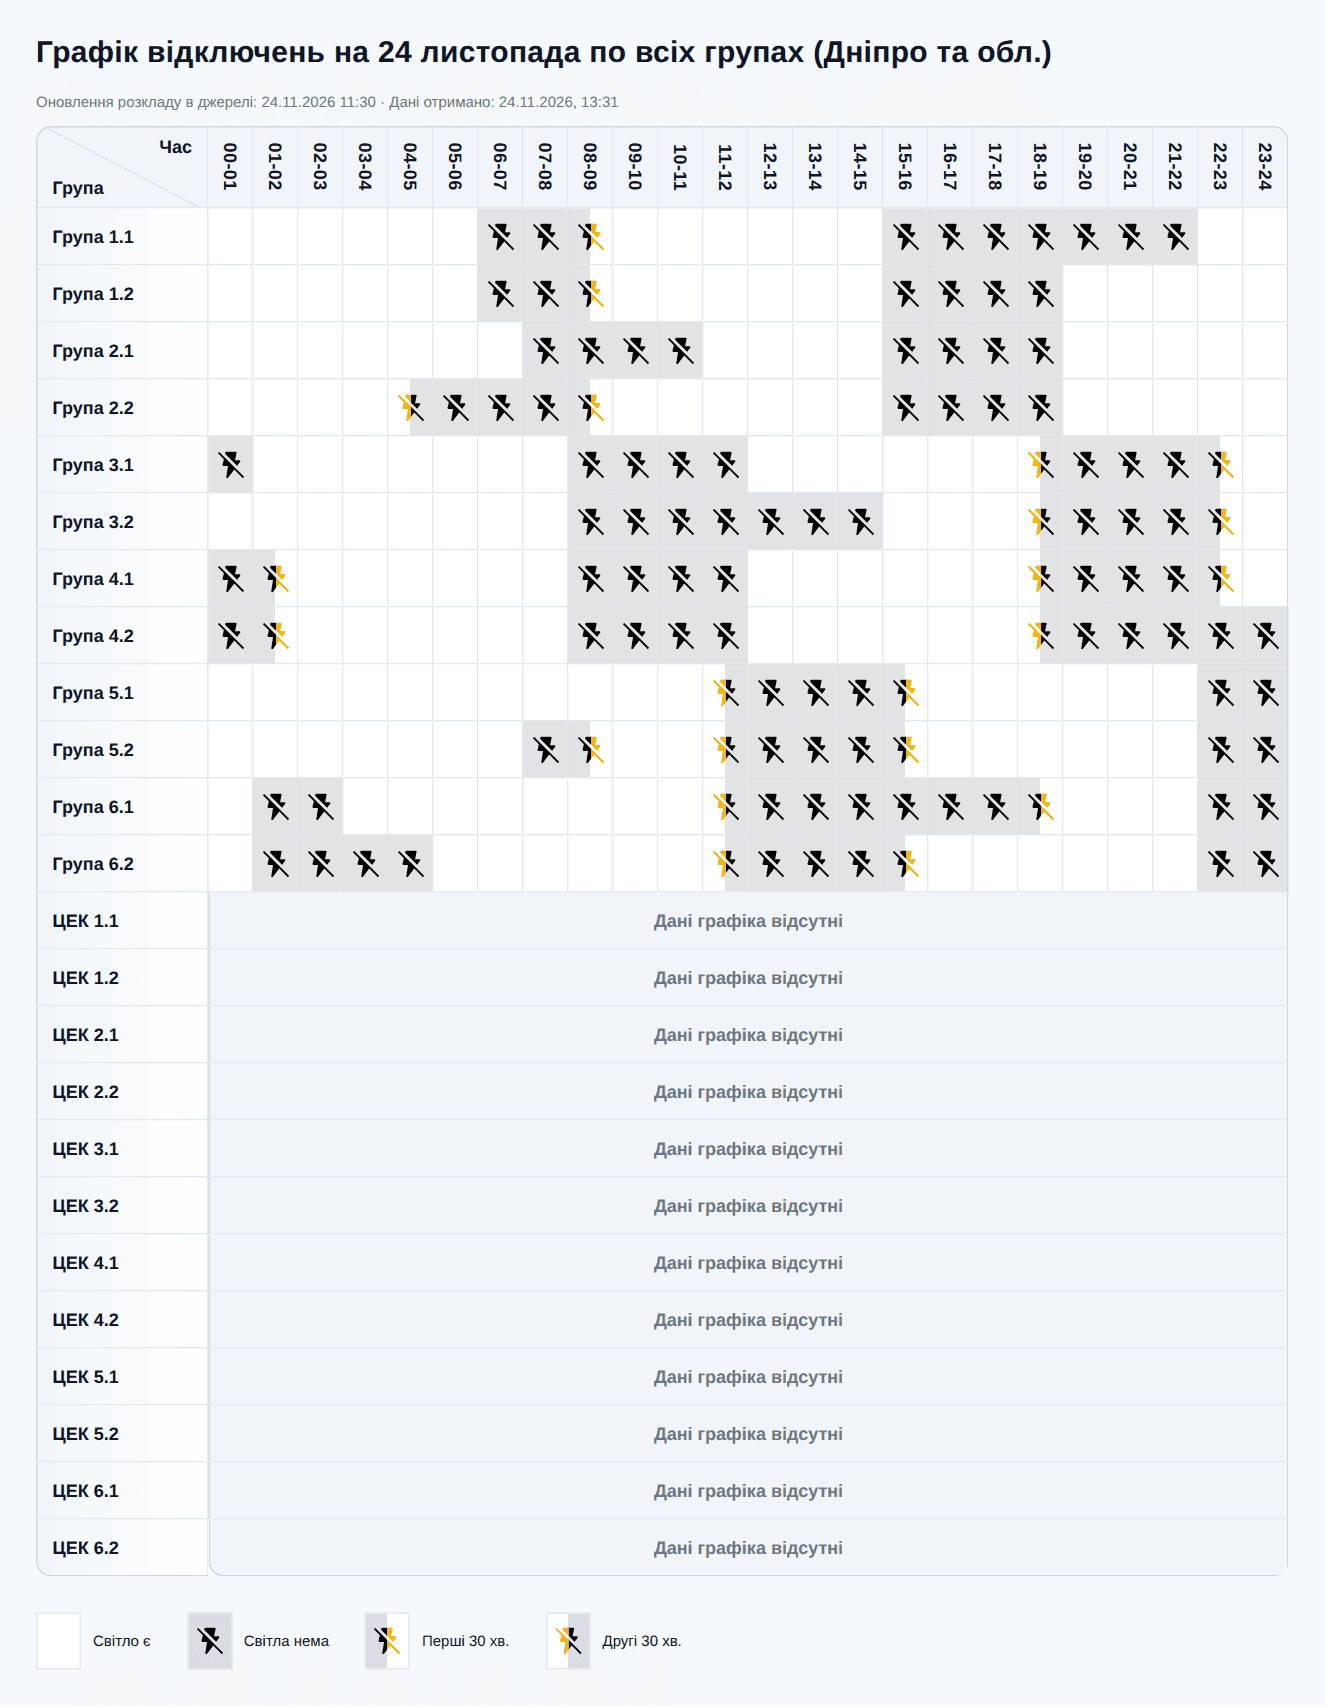 Графік відключень на 24 листопада по всіх групах (Дніпро та обл.)
Оновлення розкладу в джерелі: 24.11.2026 11:30 · Дані отримано: 24.11.2026, 13:31
Час
Група
00-01 01-02 02-03 03-04 04-05 05-06 06-07 07-08 08-09 09-10 10-11 11-12 12-13 13-14 14-15 15-16 16-17 17-18 18-19 19-20 20-21 21-22 22-23 23-24
Група 1.1
Група 1.2
Група 2.1
Група 2.2
Група 3.1
Група 3.2
Група 4.1
Група 4.2
Група 5.1
Група 5.2
Група 6.1
Група 6.2
ЦЕК 1.1 Дані графіка відсутні
ЦЕК 1.2 Дані графіка відсутні
ЦЕК 2.1 Дані графіка відсутні
ЦЕК 2.2 Дані графіка відсутні
ЦЕК 3.1 Дані графіка відсутні
ЦЕК 3.2 Дані графіка відсутні
ЦЕК 4.1 Дані графіка відсутні
ЦЕК 4.2 Дані графіка відсутні
ЦЕК 5.1 Дані графіка відсутні
ЦЕК 5.2 Дані графіка відсутні
ЦЕК 6.1 Дані графіка відсутні
ЦЕК 6.2 Дані графіка відсутні
Світло є Світла нема Перші 30 хв. Другі 30 хв.